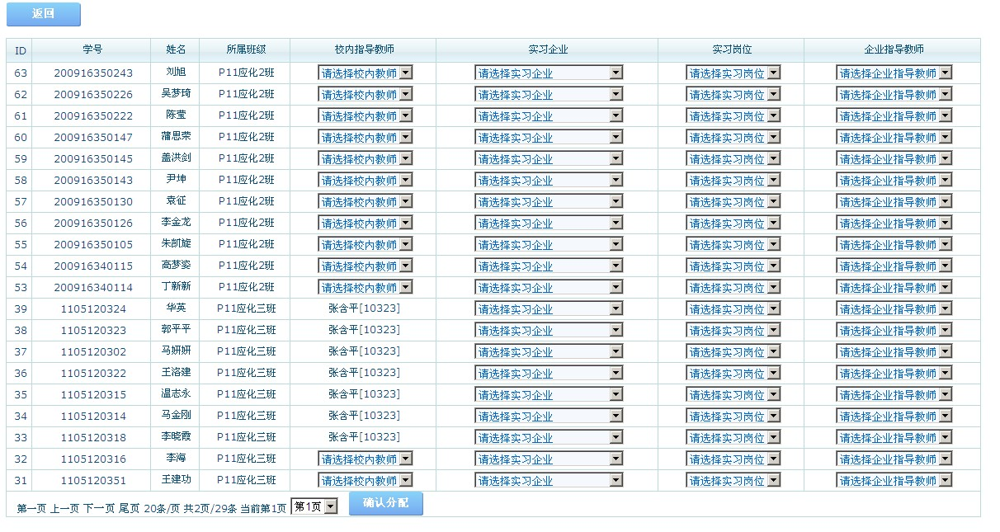 返回
ID 学号 姓名 所属班级 校内指导教师 实习企业 实习岗位 企业指导教师
63 200916350243 刘旭 P11应化2班 请选择校内教师 请选择实习企业 请选择实习岗位 请选择企业指导教师
62 200916350226 吴梦琦 P11应化2班 请选择校内教师 请选择实习企业 请选择实习岗位 请选择企业指导教师
61 200916350222 陈莹 P11应化2班 请选择校内教师 请选择实习企业 请选择实习岗位 请选择企业指导教师
60 200916350147 蒲思荣 P11应化2班 请选择校内教师 请选择实习企业 请选择实习岗位 请选择企业指导教师
59 200916350145 盖洪剑 P11应化2班 请选择校内教师 请选择实习企业 请选择实习岗位 请选择企业指导教师
58 200916350143 尹坤 P11应化2班 请选择校内教师 请选择实习企业 请选择实习岗位 请选择企业指导教师
57 200916350130 袁征 P11应化2班 请选择校内教师 请选择实习企业 请选择实习岗位 请选择企业指导教师
56 200916350126 李金龙 P11应化2班 请选择校内教师 请选择实习企业 请选择实习岗位 请选择企业指导教师
55 200916350105 朱凯旋 P11应化2班 请选择校内教师 请选择实习企业 请选择实习岗位 请选择企业指导教师
54 200916340115 高梦姿 P11应化2班 请选择校内教师 请选择实习企业 请选择实习岗位 请选择企业指导教师
53 200916340114 丁新新 P11应化2班 请选择校内教师 请选择实习企业 请选择实习岗位 请选择企业指导教师
39 1105120324 华英 P11应化三班 张含平[10323] 请选择实习企业 请选择实习岗位 请选择企业指导教师
38 1105120323 郭平平 P11应化三班 张含平[10323] 请选择实习企业 请选择实习岗位 请选择企业指导教师
37 1105120302 马妍妍 P11应化三班 张含平[10323] 请选择实习企业 请选择实习岗位 请选择企业指导教师
36 1105120322 王洛建 P11应化三班 张含平[10323] 请选择实习企业 请选择实习岗位 请选择企业指导教师
35 1105120315 温志永 P11应化三班 张含平[10323] 请选择实习企业 请选择实习岗位 请选择企业指导教师
34 1105120314 马金刚 P11应化三班 张含平[10323] 请选择实习企业 请选择实习岗位 请选择企业指导教师
33 1105120318 李晓霞 P11应化三班 张含平[10323] 请选择实习企业 请选择实习岗位 请选择企业指导教师
32 1105120316 李海 P11应化三班 请选择校内教师 请选择实习企业 请选择实习岗位 请选择企业指导教师
31 1105120351 王建功 P11应化三班 请选择校内教师 请选择实习企业 请选择实习岗位 请选择企业指导教师
第一页 上一页 下一页 尾页 20条/页 共2页/29条 当前第1页 第1页 确认分配